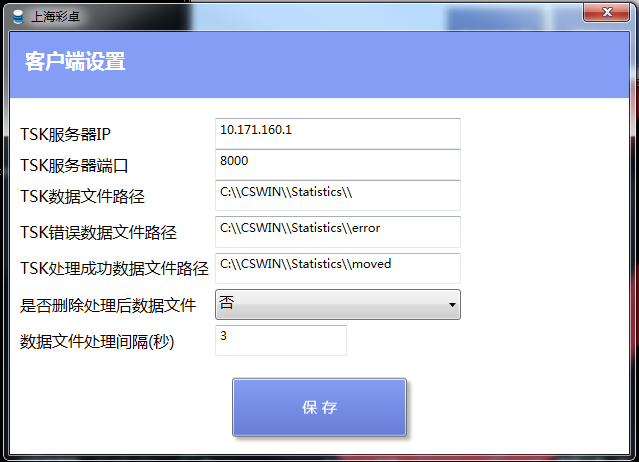 上海彩卓
客户端设置
TSK服务器IP 10.171.160.1
TSK服务器端口 8000
TSK数据文件路径 C:\\CSWIN\\Statistics\\
TSK错误数据文件路径 C:\\CSWIN\\Statistics\\error
TSK处理成功数据文件路径 C:\\CSWIN\\Statistics\\moved
是否删除处理后数据文件 否
数据文件处理间隔(秒) 3
保 存